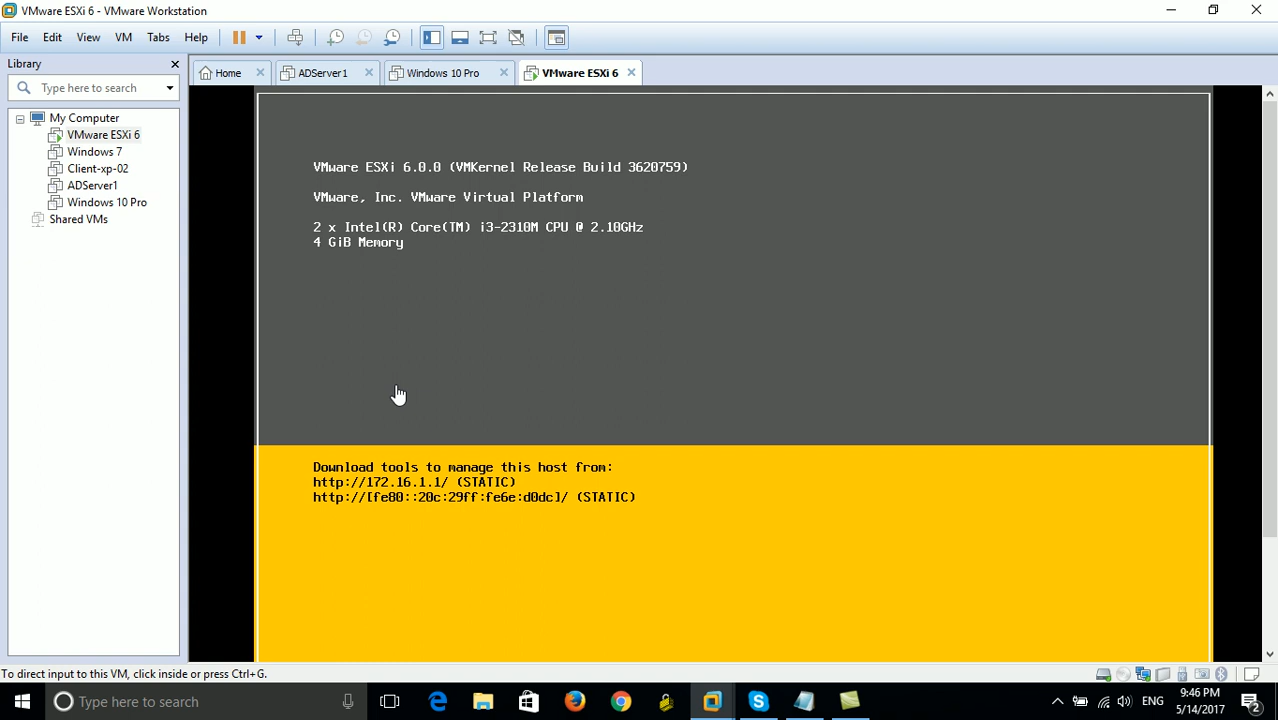 VMware ESXi 6 - VMware Workstation
File Edit View VM Tabs Help
Library
Type here to search
My Computer
VMware ESXi 6
Windows 7
Client-xp-02
ADServer1
Windows 10 Pro
Shared VMs
Home ADServer1 Windows 10 Pro VMware ESXi 6
VMware ESXi 6.0.0 (VMKernel Release Build 3620759)
VMware, Inc. VMware Virtual Platform
2 x Intel(R) Core(TM) i3-2310M CPU @ 2.10GHz
4 GiB Memory
Download tools to manage this host from:
http://172.16.1.1/ (STATIC)
http://[fe80::20c:29ff:fe6e:d0dc]/ (STATIC)
To direct input to this VM, click inside or press Ctrl+G.
Type here to search
ENG
9:46 PM
5/14/2017
2